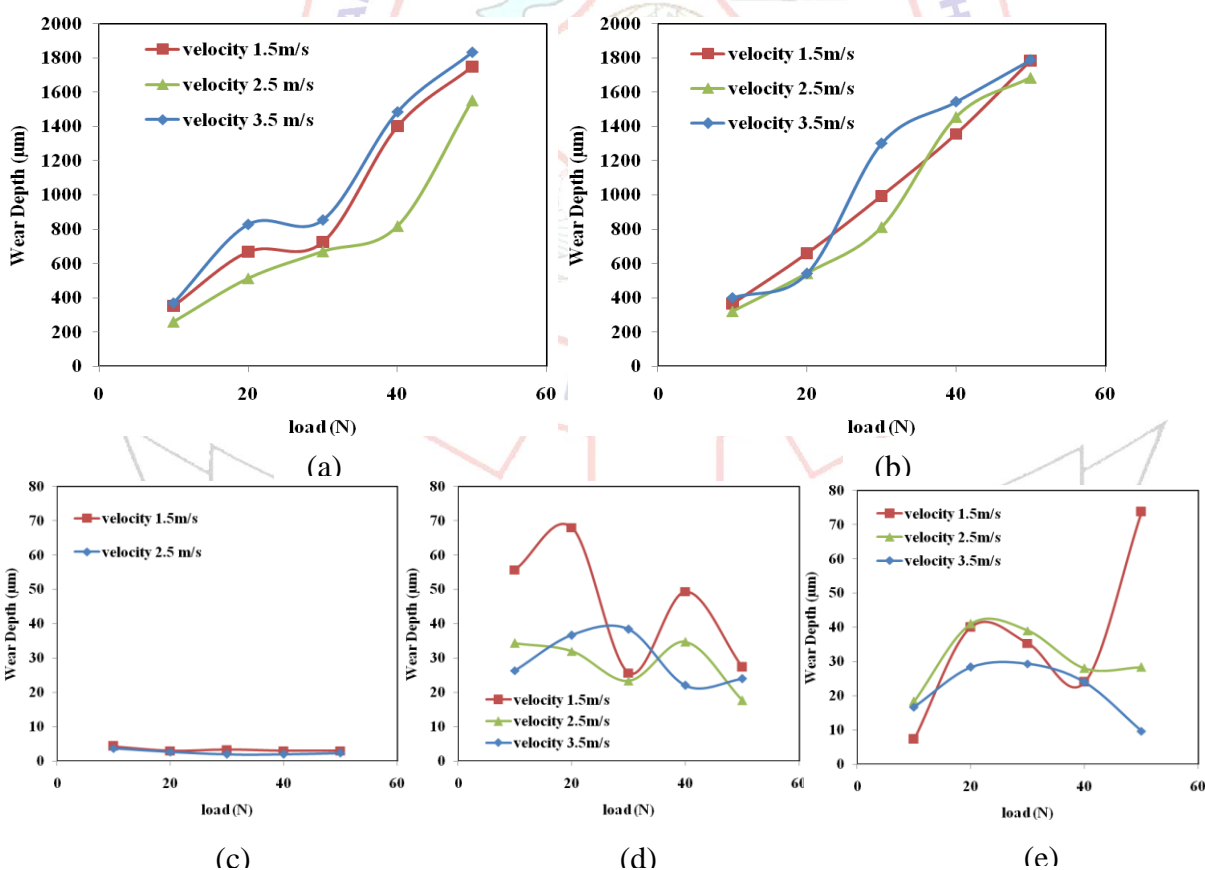 2000
1800
1600
1400
1200
1000
800
600
400
200
0
Wear Depth (µm)
velocity 1.5m/s
velocity 2.5 m/s
velocity 3.5 m/s
0 20 40 60
load (N)
(a)
2000
1800
1600
1400
1200
1000
800
600
400
200
0
Wear Depth (µm)
velocity 1.5m/s
velocity 2.5m/s
velocity 3.5m/s
0 20 40 60
load (N)
(b)
80
70
60
50
40
30
20
10
0
Wear Depth (µm)
velocity 1.5m/s
velocity 2.5 m/s
0 20 40 60
load (N)
(c)
80
70
60
50
40
30
20
10
0
Wear Depth (µm)
velocity 1.5m/s
velocity 2.5m/s
velocity 3.5m/s
0 20 40 60
load (N)
(d)
80
70
60
50
40
30
20
10
0
Wear Depth (µm)
velocity 1.5m/s
velocity 2.5m/s
velocity 3.5m/s
0 20 40 60
load (N)
(e)